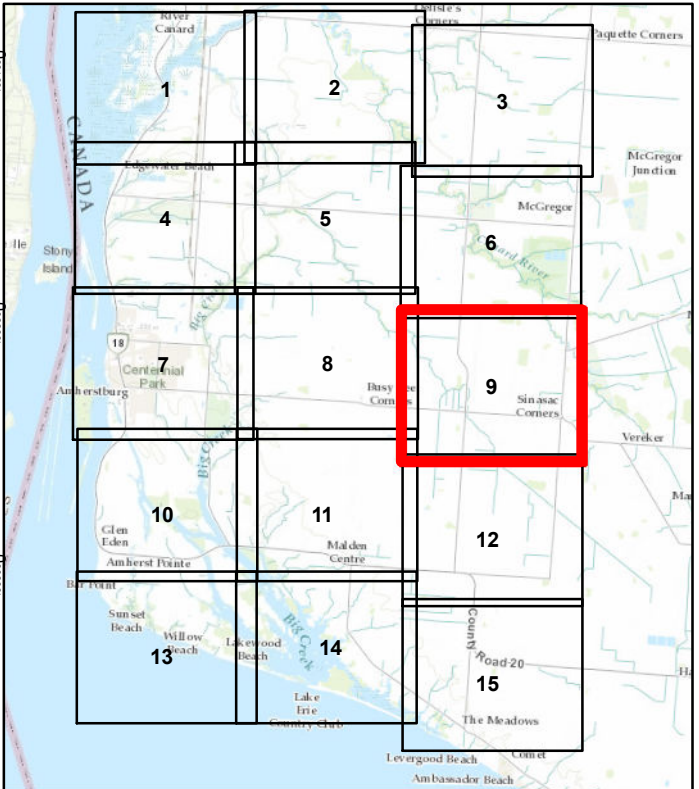 River
Canard
Corners
Paquette Corners
1
2
3
CANADA
McGregor
Junction
Edgewater Beach
McGregor
4
5
6
Canard River
Stony
Island
Big Creek
18
7
Centennial
Park
8
9
Amherstburg
Busy Bee
Corners
Sinasac
Corners
Vereker
Big Creek
10
11
12
Glen
Eden
Malden
Centre
Amherst Pointe
Bar Point
Sunset
Beach
Willow
Beach
Lakewood
Beach
Big Creek
County
Road 20
13
14
15
Lake
Erie
Country Club
The Meadows
Comet
Levergood Beach
Ambassador Beach